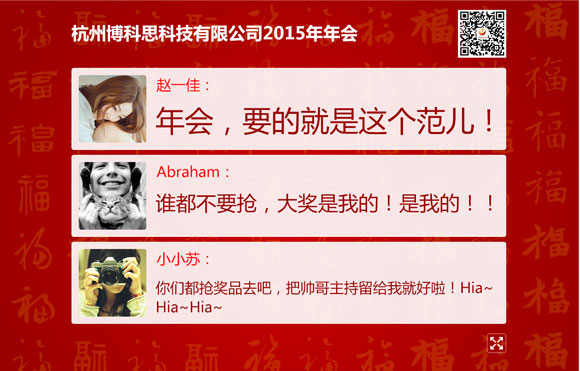 杭州博科思科技有限公司2015年年会
赵一佳：
年会，要的就是这个范儿！
Abraham：
谁都不要抢，大奖是我的！是我的！！
小小苏：
你们都抢奖品去吧，把帅哥主持留给我就好啦！Hia~
Hia~Hia~